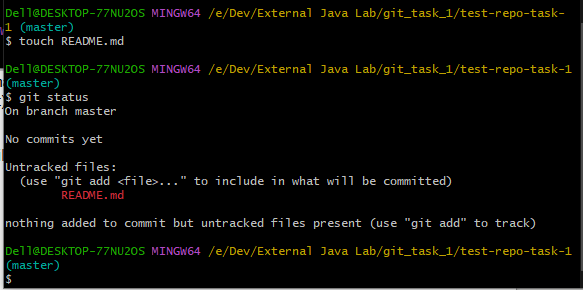 Dell@DESKTOP-77NU2OS MINGW64 /e/Dev/External Java Lab/git_task_1/test-repo-task-
1 (master)
$ touch README.md

Dell@DESKTOP-77NU2OS MINGW64 /e/Dev/External Java Lab/git_task_1/test-repo-task-1
(master)
$ git status
On branch master

No commits yet

Untracked files:
  (use "git add <file>..." to include in what will be committed)
        README.md

nothing added to commit but untracked files present (use "git add" to track)

Dell@DESKTOP-77NU2OS MINGW64 /e/Dev/External Java Lab/git_task_1/test-repo-task-1
(master)
$